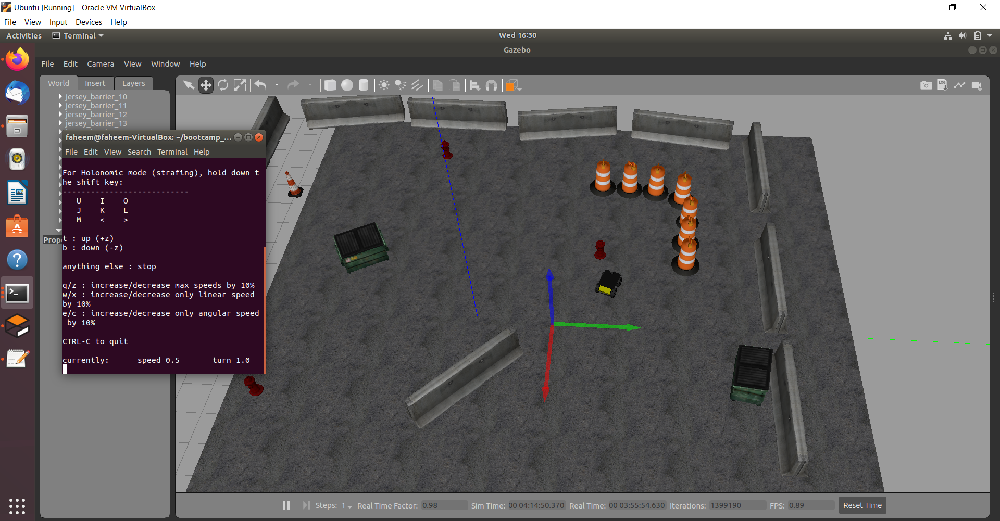 Ubuntu [Running] - Oracle VM VirtualBox
File View Input Devices Help
Activities Terminal Wed 16:30
Gazebo
File Edit Camera View Window Help
World Insert Layers
jersey_barrier_10
jersey_barrier_11
jersey_barrier_12
jersey_barrier_13
LOG
faheem@faheem-VirtualBox: ~/bootcamp_...
File Edit View Search Terminal Help
For Holonomic mode (strafing), hold down t
he shift key:
---------------------------
U I O
J K L
M < >
Prop
t : up (+z)
b : down (-z)
anything else : stop
q/z : increase/decrease max speeds by 10%
w/x : increase/decrease only linear speed
by 10%
e/c : increase/decrease only angular speed
by 10%
CTRL-C to quit
currently: speed 0.5 turn 1.0
Steps: 1 Real Time Factor: 0.98 Sim Time: 00 04:14:50.370 Real Time: 00 03:55:54.630 Iterations: 1399190 FPS: 0.89 Reset Time